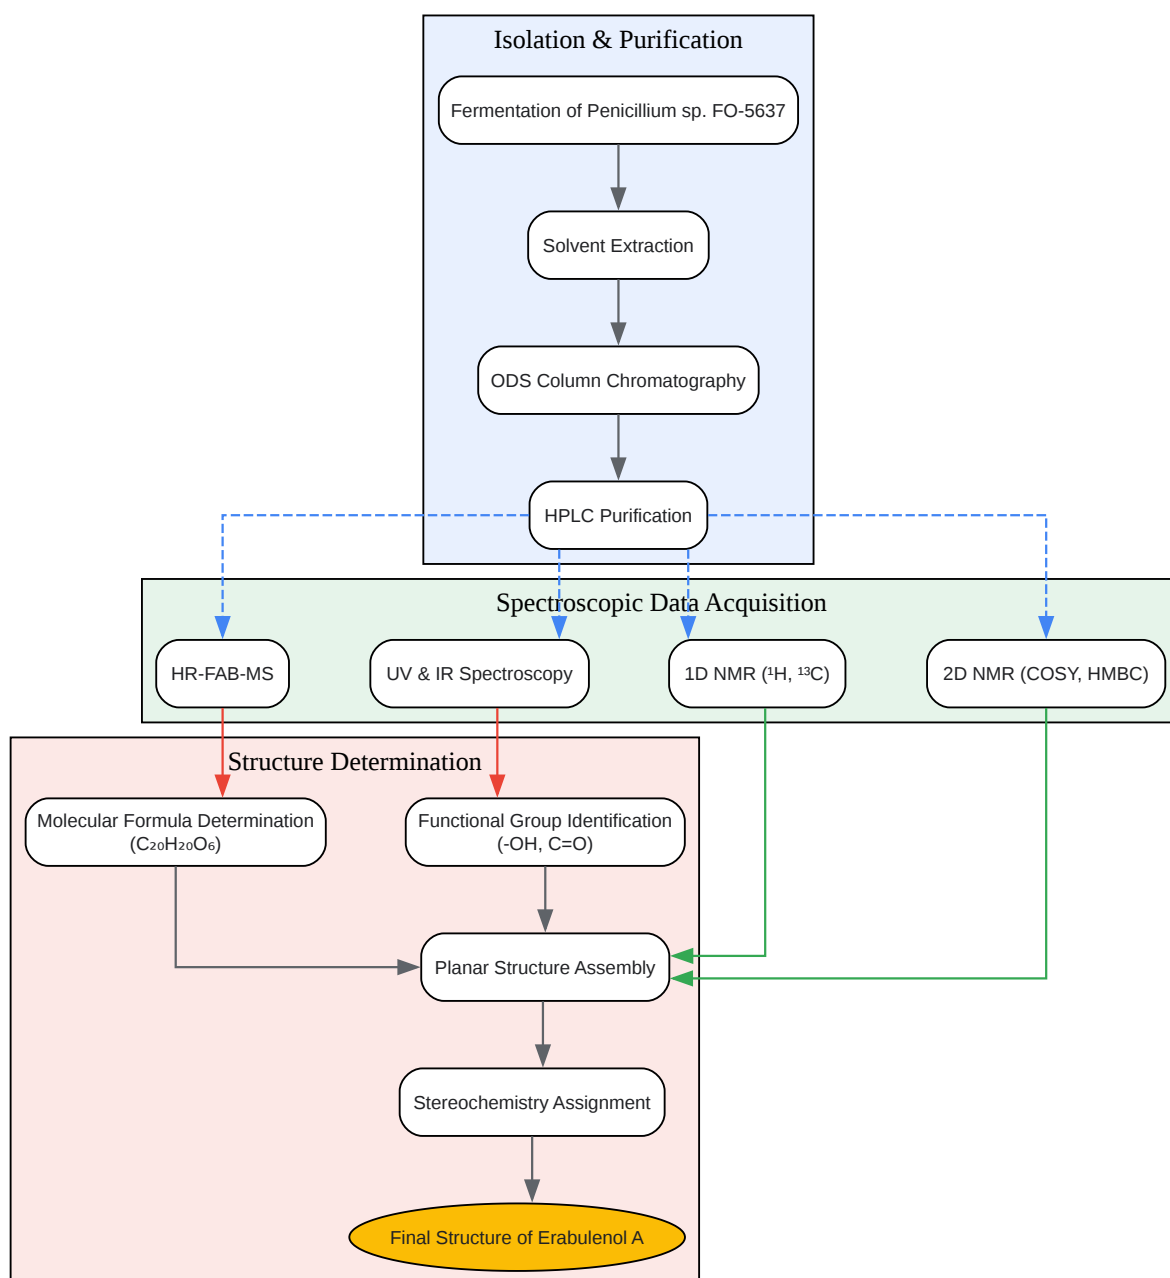 Isolation & Purification
Fermentation of Penicillium sp. FO-5637
Solvent Extraction
ODS Column Chromatography
HPLC Purification
Spectroscopic Data Acquisition
HR-FAB-MS
UV & IR Spectroscopy
1D NMR (¹H, ¹³C)
2D NMR (COSY, HMBC)
Structure Determination
Molecular Formula Determination
(C₂₀H₂₀O₆)
Functional Group Identification
(-OH, C=O)
Planar Structure Assembly
Stereochemistry Assignment
Final Structure of Erabulenol A